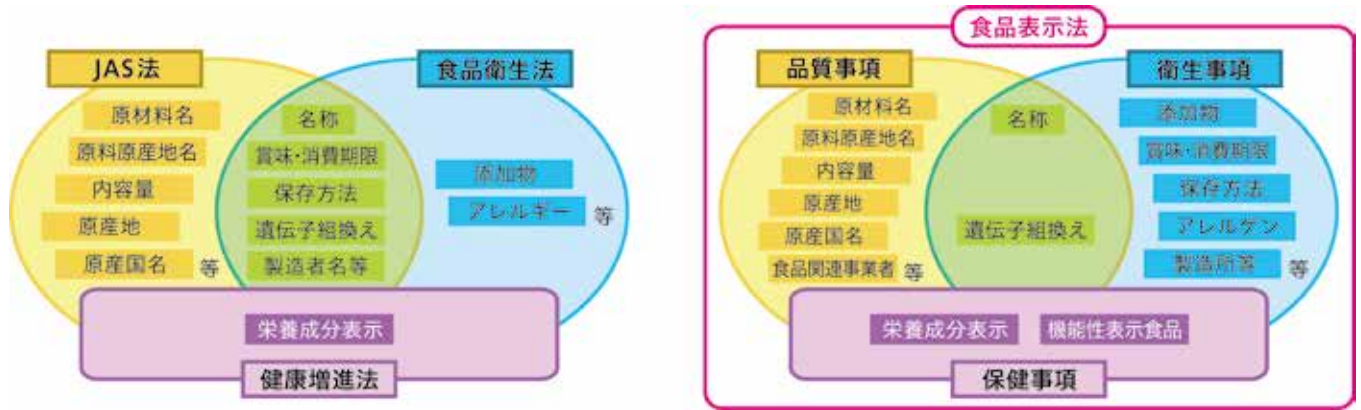 JAS法
食品衛生法
原材料名
原料原産地名
内容量
原産地
原産国名 等
名称
賞味・消費期限
保存方法
遺伝子組換え
製造者名等
添加物
アレルギー 等
栄養成分表示
健康増進法
食品表示法
品質事項
衛生事項
原材料名
原料原産地名
内容量
原産地
原産国名
食品関連事業者 等
名称
遺伝子組換え
添加物
賞味・消費期限
保存方法
アレルゲン
製造所等 等
栄養成分表示 機能性表示食品
保健事項